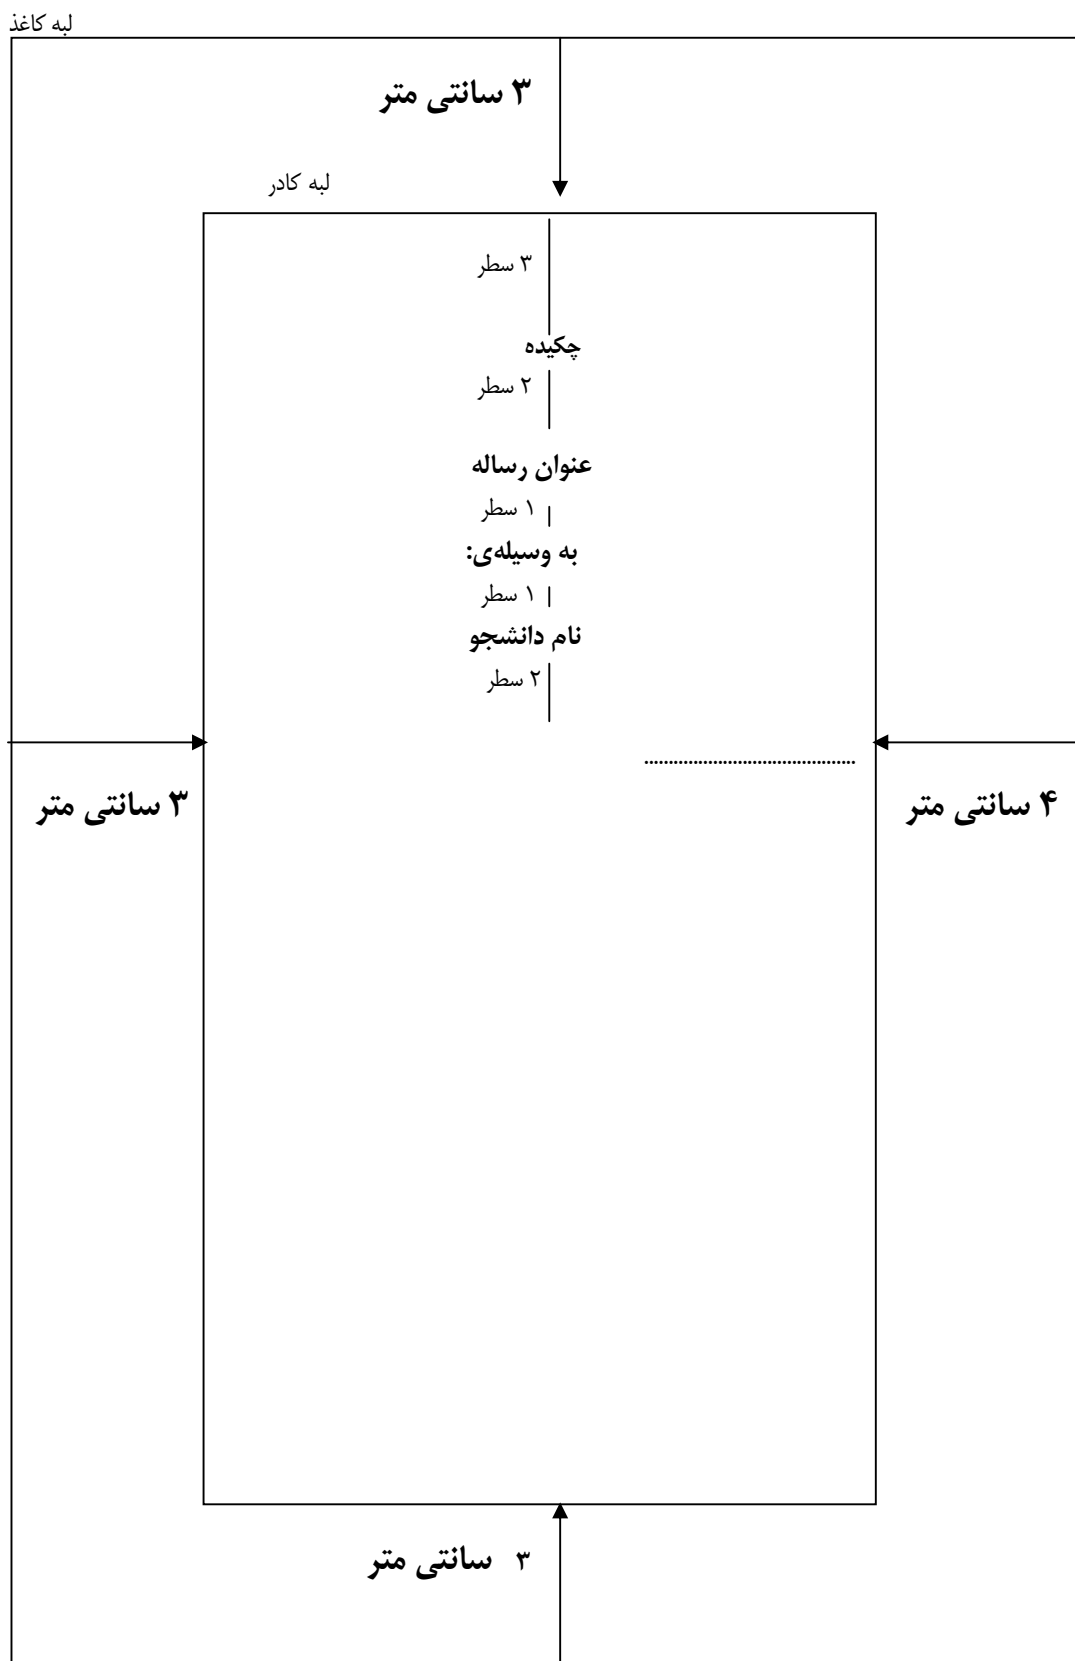 لبه کاغذ
۳ سانتی متر
لبه کادر
۳ سطر
چکیده
۲ سطر
عنوان رساله
۱ سطر
به وسیله‌ی:
۱ سطر
نام دانشجو
۲ سطر
............................................
۴ سانتی متر
۳ سانتی متر
۳ سانتی متر